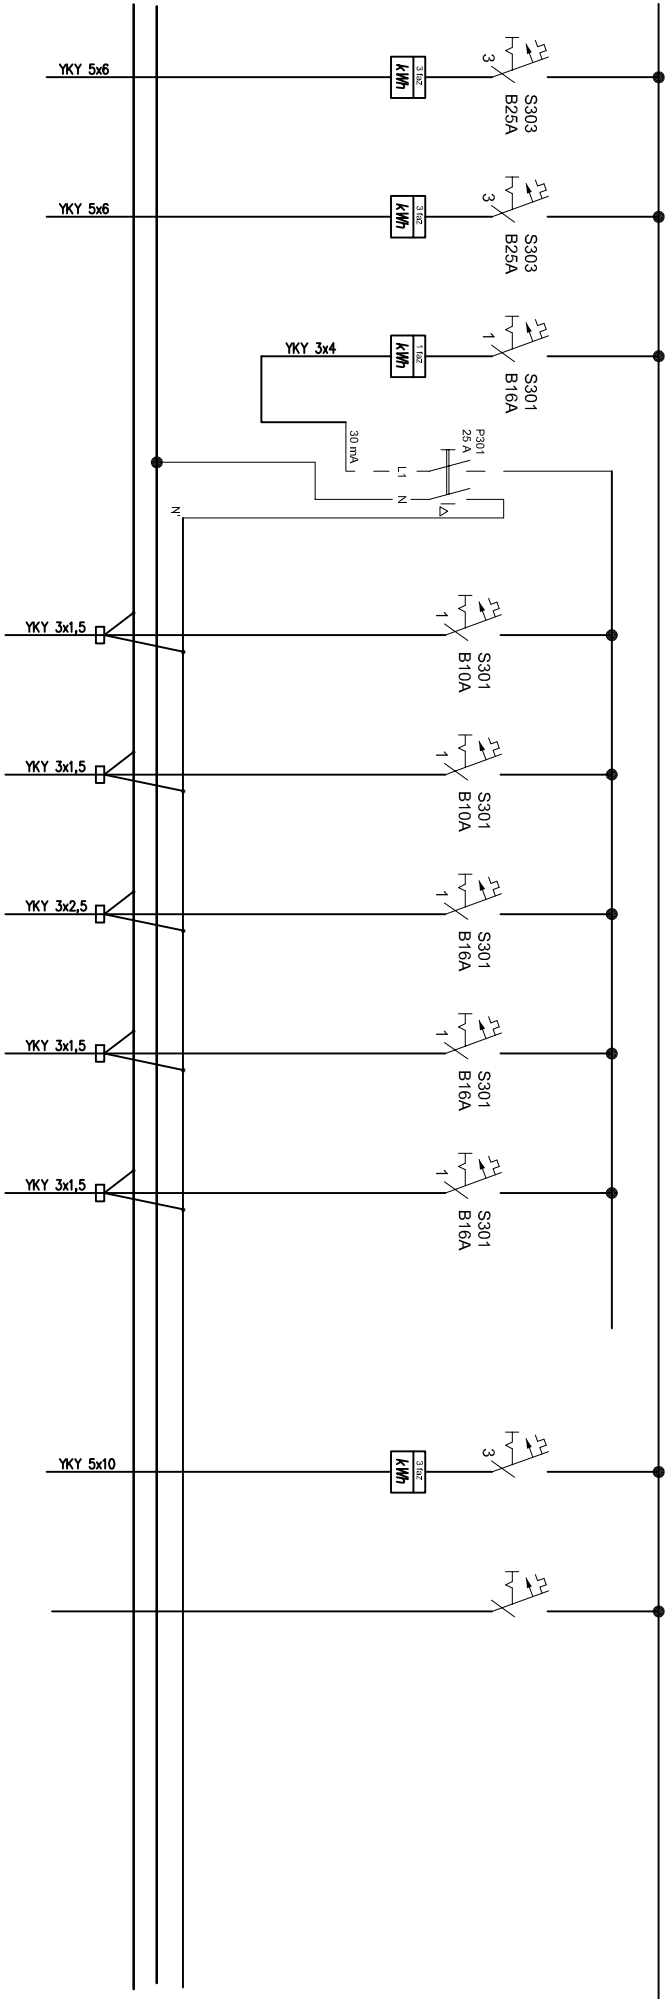 YKY 5x6
3 faz
kWh
3
S303
B25A
YKY 5x6
3 faz
kWh
3
S303
B25A
YKY 3x4
1 faz
kWh
1
S301
B16A
P301
25 A
30 mA
L1
N
N'
YKY 3x1,5
1
S301
B10A
YKY 3x1,5
1
S301
B10A
YKY 3x2,5
1
S301
B16A
YKY 3x1,5
1
S301
B16A
YKY 3x1,5
1
S301
B16A
YKY 5x10
3 faz
kWh
3